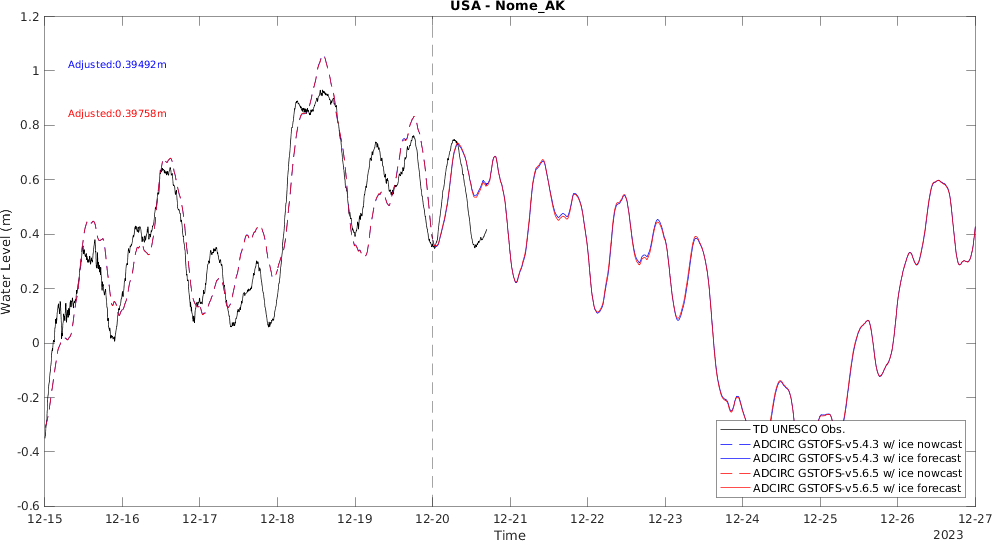 USA - Nome_AK
1.2
1
0.8
0.6
0.4
0.2
0
-0.2
-0.4
-0.6
Water Level (m)
Adjusted:0.39492m
Adjusted:0.39758m
TD UNESCO Obs.
ADCIRC GSTOFS-v5.4.3 w/ ice nowcast
ADCIRC GSTOFS-v5.4.3 w/ ice forecast
ADCIRC GSTOFS-v5.6.5 w/ ice nowcast
ADCIRC GSTOFS-v5.6.5 w/ ice forecast
12-15 12-16 12-17 12-18 12-19 12-20 12-21 12-22 12-23 12-24 12-25 12-26 12-27
Time
2023